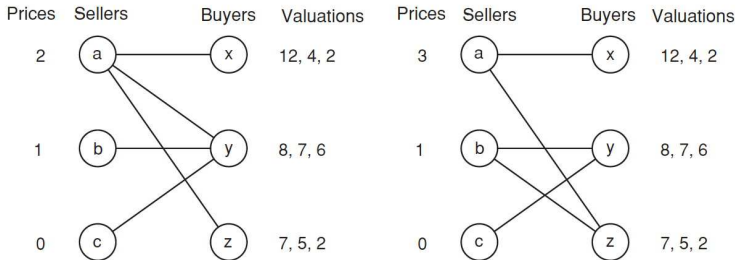 Prices Sellers Buyers Valuations Prices Sellers Buyers Valuations
2 a x 12, 4, 2 3 a x 12, 4, 2
1 b y 8, 7, 6 1 b y 8, 7, 6
0 c z 7, 5, 2 0 c z 7, 5, 2